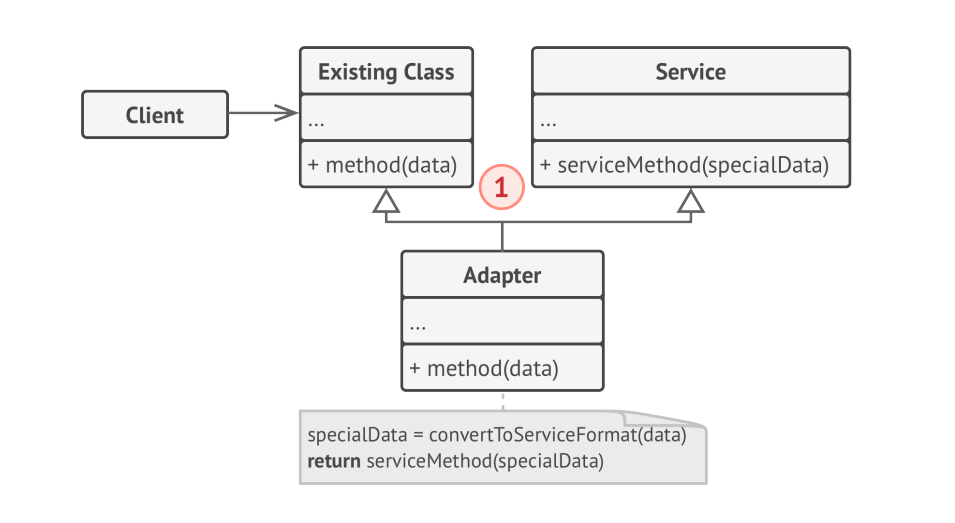 Existing Class
Service
Client
...
...
+ method(data)
+ serviceMethod(specialData)
1
Adapter
...
+ method(data)
specialData = convertToServiceFormat(data)
return serviceMethod(specialData)